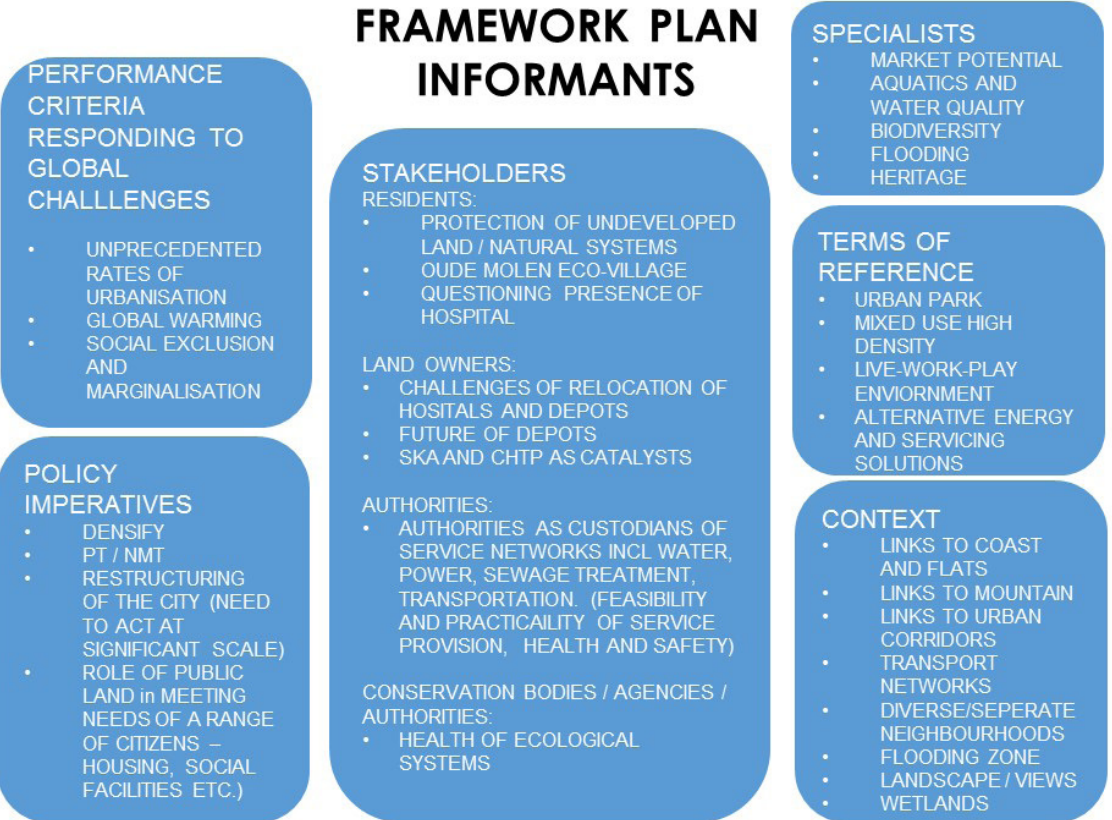 FRAMEWORK PLAN
INFORMANTS
PERFORMANCE
CRITERIA
RESPONDING TO
GLOBAL
CHALLLENGES
• UNPRECEDENTED
RATES OF
URBANISATION
• GLOBAL WARMING
• SOCIAL EXCLUSION
AND
MARGINALISATION
POLICY
IMPERATIVES
• DENSIFY
• PT / NMT
• RESTRUCTURING
OF THE CITY (NEED
TO ACT AT
SIGNIFICANT SCALE)
• ROLE OF PUBLIC
LAND in MEETING
NEEDS OF A RANGE
OF CITIZENS –
HOUSING, SOCIAL
FACILITIES ETC.)
STAKEHOLDERS
RESIDENTS:
• PROTECTION OF UNDEVELOPED
LAND / NATURAL SYSTEMS
• OUDE MOLEN ECO-VILLAGE
• QUESTIONING PRESENCE OF
HOSPITAL
LAND OWNERS:
• CHALLENGES OF RELOCATION OF
HOSITALS AND DEPOTS
• FUTURE OF DEPOTS
• SKA AND CHTP AS CATALYSTS
AUTHORITIES:
• AUTHORITIES AS CUSTODIANS OF
SERVICE NETWORKS INCL WATER,
POWER, SEWAGE TREATMENT,
TRANSPORTATION. (FEASIBILITY
AND PRACTICAILITY OF SERVICE
PROVISION, HEALTH AND SAFETY)
CONSERVATION BODIES / AGENCIES /
AUTHORITIES:
• HEALTH OF ECOLOGICAL
SYSTEMS
SPECIALISTS
• MARKET POTENTIAL
• AQUATICS AND
WATER QUALITY
• BIODIVERSITY
• FLOODING
• HERITAGE
TERMS OF
REFERENCE
• URBAN PARK
• MIXED USE HIGH
DENSITY
• LIVE-WORK-PLAY
ENVIORNMENT
• ALTERNATIVE ENERGY
AND SERVICING
SOLUTIONS
CONTEXT
• LINKS TO COAST
AND FLATS
• LINKS TO MOUNTAIN
• LINKS TO URBAN
CORRIDORS
• TRANSPORT
NETWORKS
• DIVERSE/SEPERATE
NEIGHBOURHOODS
• FLOODING ZONE
• LANDSCAPE / VIEWS
• WETLANDS